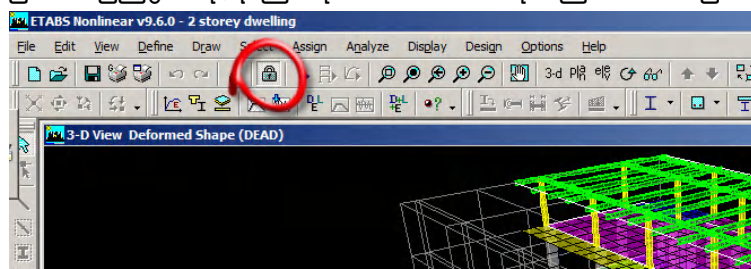 ETABS Nonlinear v9.6.0 - 2 storey dwelling
File Edit View Define Draw Select Assign Analyze Display Design Options Help
3-d
3-D View Deformed Shape (DEAD)